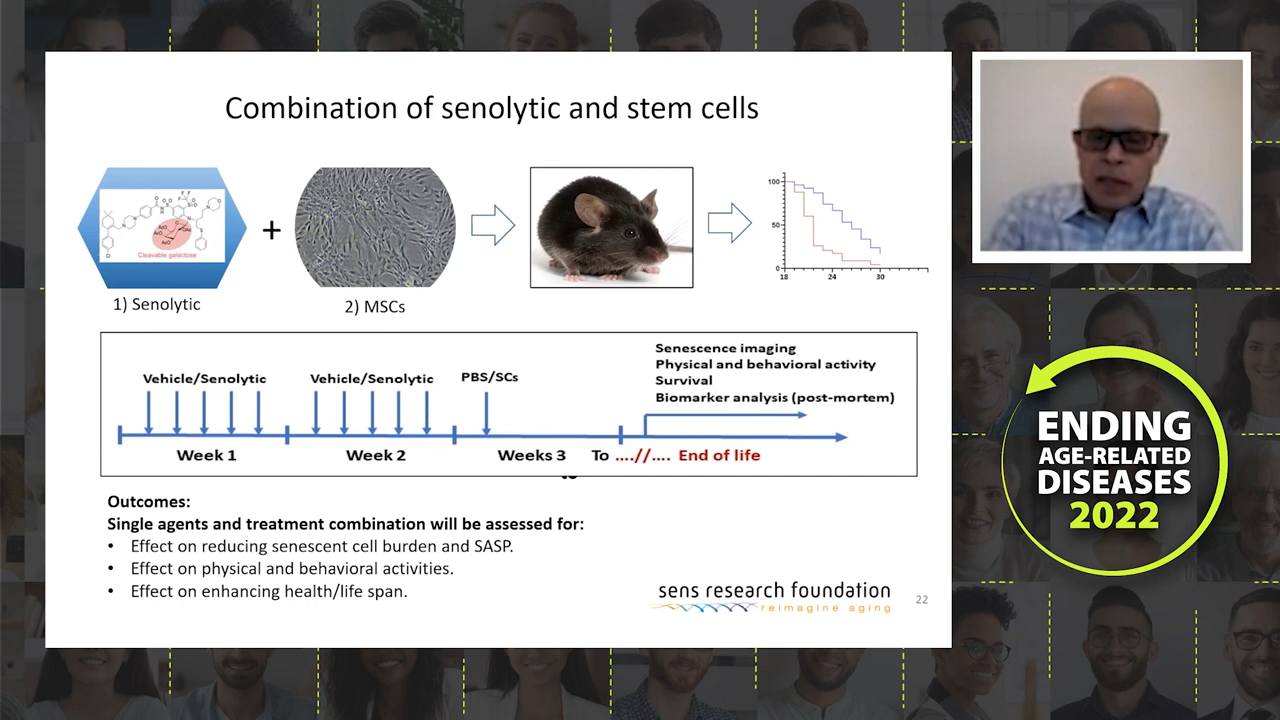 Combination of senolytic and stem cells
Cleavable galactose
1) Senolytic
+
2) MSCs
100
50
0
18 24 30
Senescence imaging
Physical and behavioral activity
Survival
Biomarker analysis (post-mortem)
Vehicle/Senolytic Vehicle/Senolytic PBS/SCs
Week 1 Week 2 Weeks 3 To ....//.... End of life
Outcomes:
Single agents and treatment combination will be assessed for:
• Effect on reducing senescent cell burden and SASP.
• Effect on physical and behavioral activities.
• Effect on enhancing health/life span.
sens research foundation
reimagine aging
22
ENDING
AGE-RELATED
DISEASES
2022